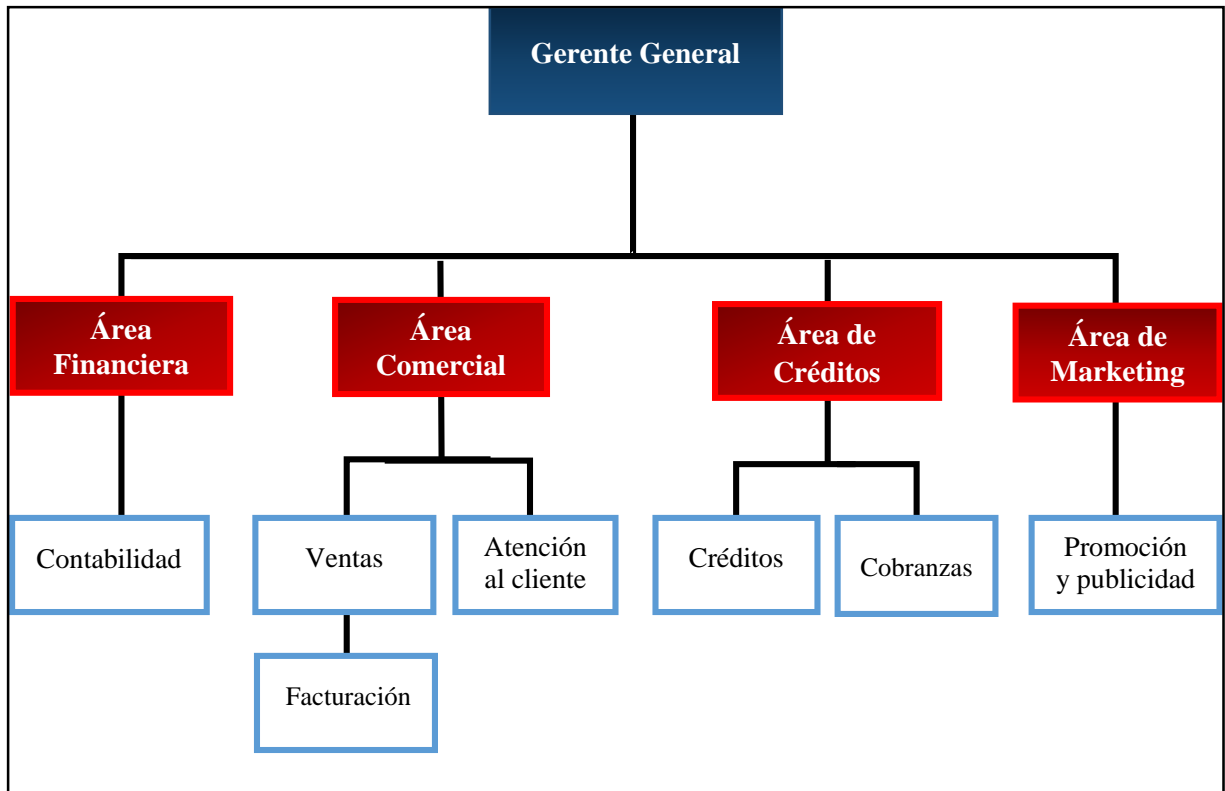 Gerente General
Área
Financiera
Área
Comercial
Área de
Créditos
Área de
Marketing
Contabilidad
Ventas
Atención
al cliente
Créditos
Cobranzas
Promoción
y publicidad
Facturación